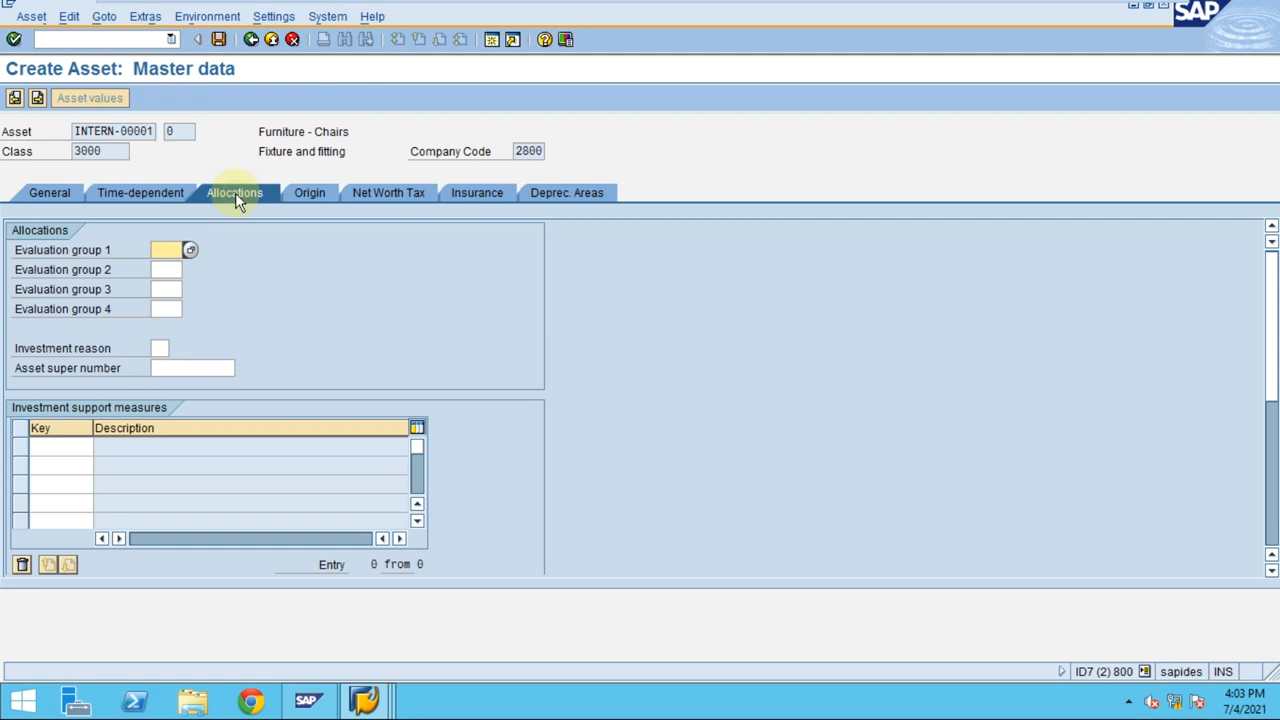 Asset Edit Goto Extras Environment Settings System Help
SAP
Create Asset: Master data
Asset values
Asset INTERN-00001 0 Furniture - Chairs
Class 3000 Fixture and fitting Company Code 2800
General Time-dependent Allocations Origin Net Worth Tax Insurance Deprec. Areas
Allocations
Evaluation group 1
Evaluation group 2
Evaluation group 3
Evaluation group 4
Investment reason
Asset super number
Investment support measures
Key Description
Entry 0 from 0
ID7 (2) 800 sapides INS
SAP
4:03 PM
7/4/2021